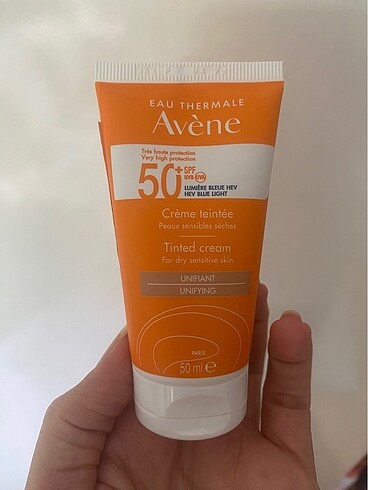 EAU THERMALE
Avène
Très haute protection
Very high protection
50+ SPF
UVB UVA
LUMIÈRE BLEUE HEV
HEV BLUE LIGHT
Crème teintée
Peaux sensibles sèches
Tinted cream
For dry sensitive skin
UNIFIANT
UNIFYING
PARIS
50 ml e